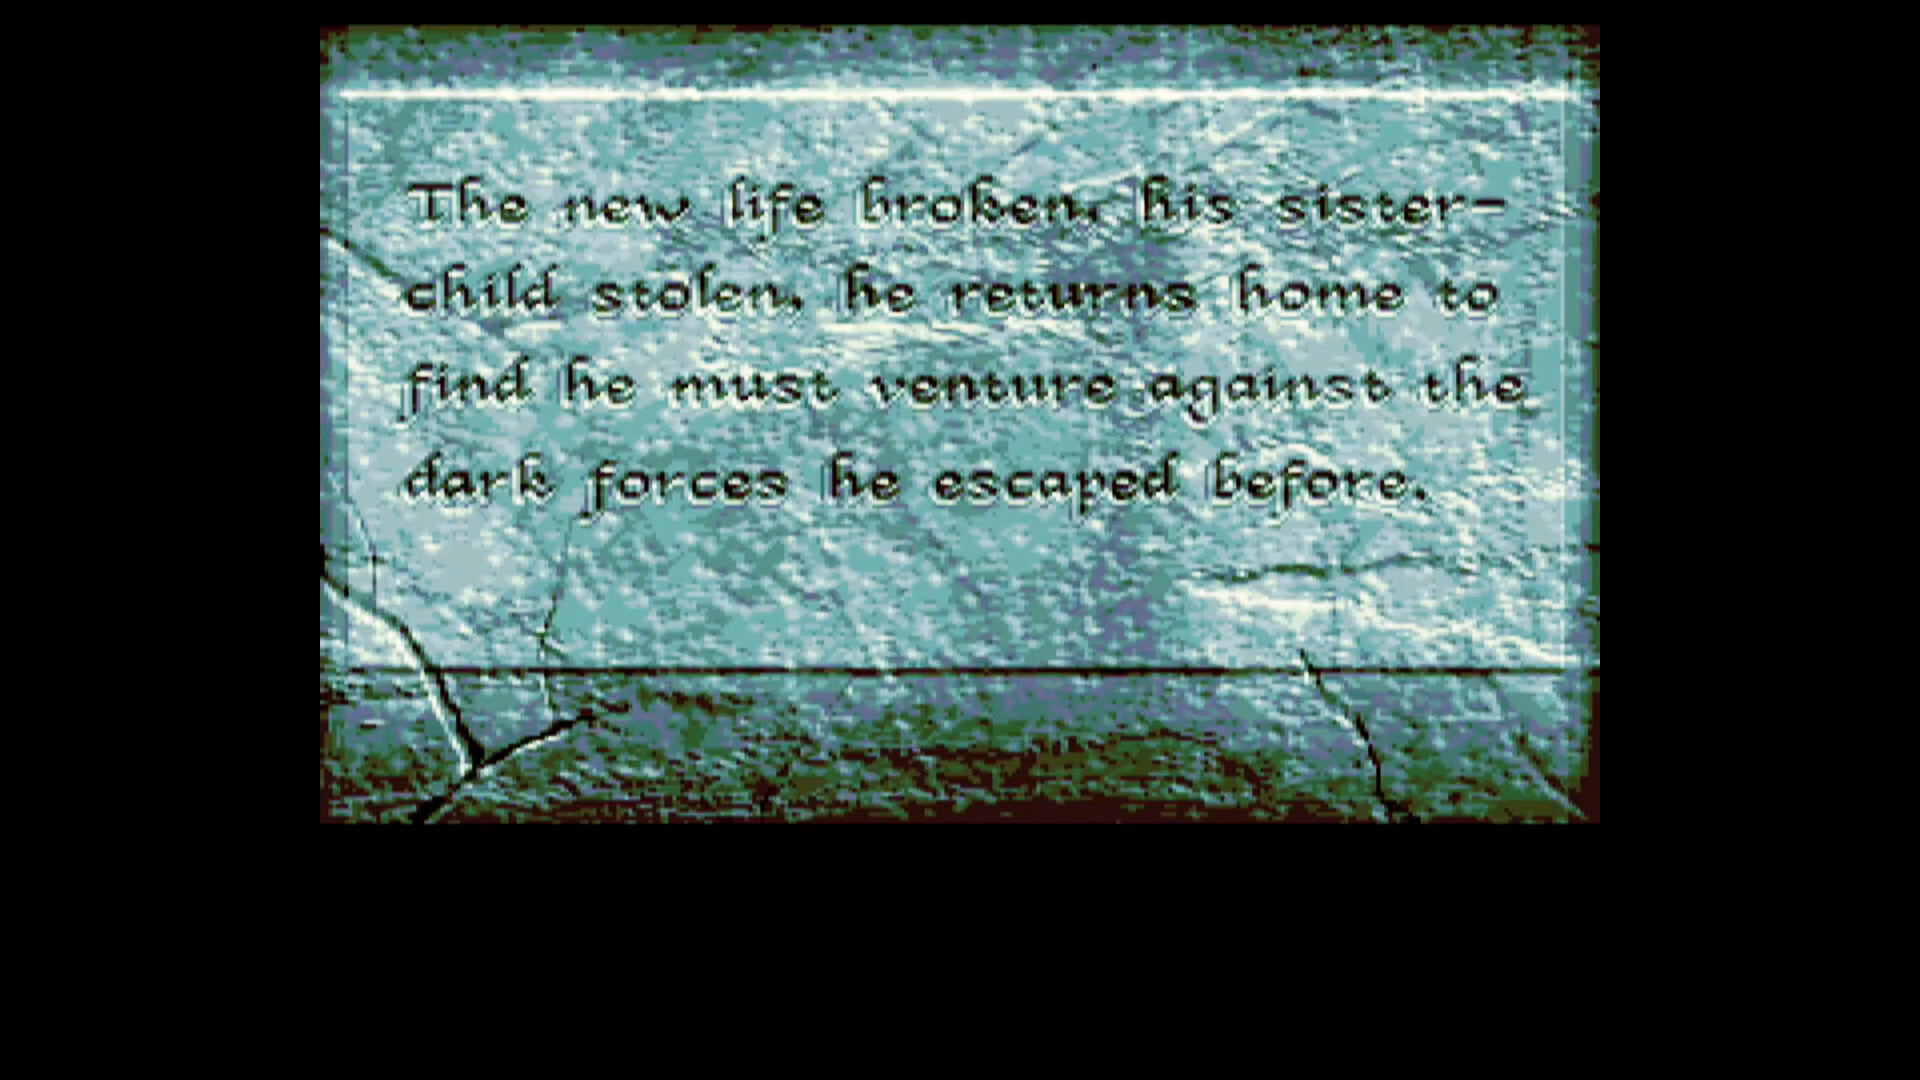 The new life broken, his sister-
child stolen, he returns home to
find he must venture against the
dark forces he escaped before.